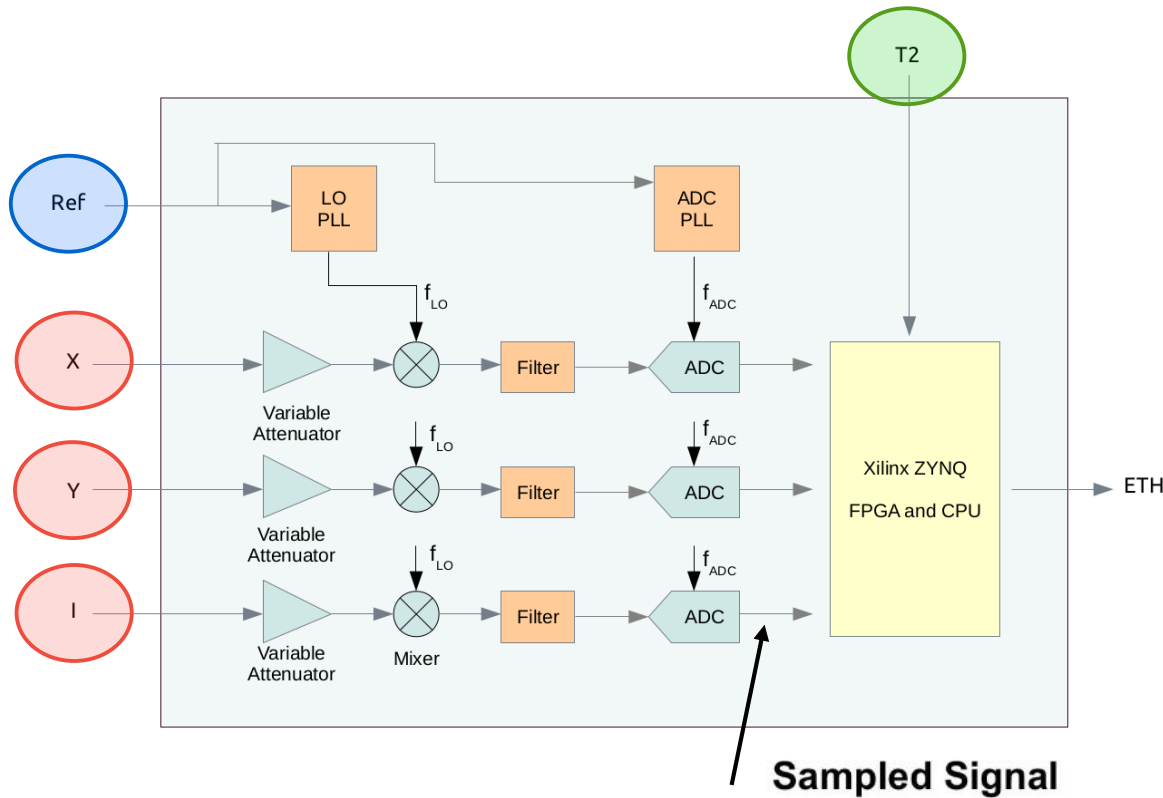 T2
Ref
LO
PLL
ADC
PLL
fLO
fADC
X
Filter
ADC
Variable
Attenuator
fLO
fADC
Y
Filter
ADC
Xilinx ZYNQ
FPGA and CPU
ETH
Variable
Attenuator
fLO
fADC
I
Filter
ADC
Variable
Attenuator
Mixer
Sampled Signal